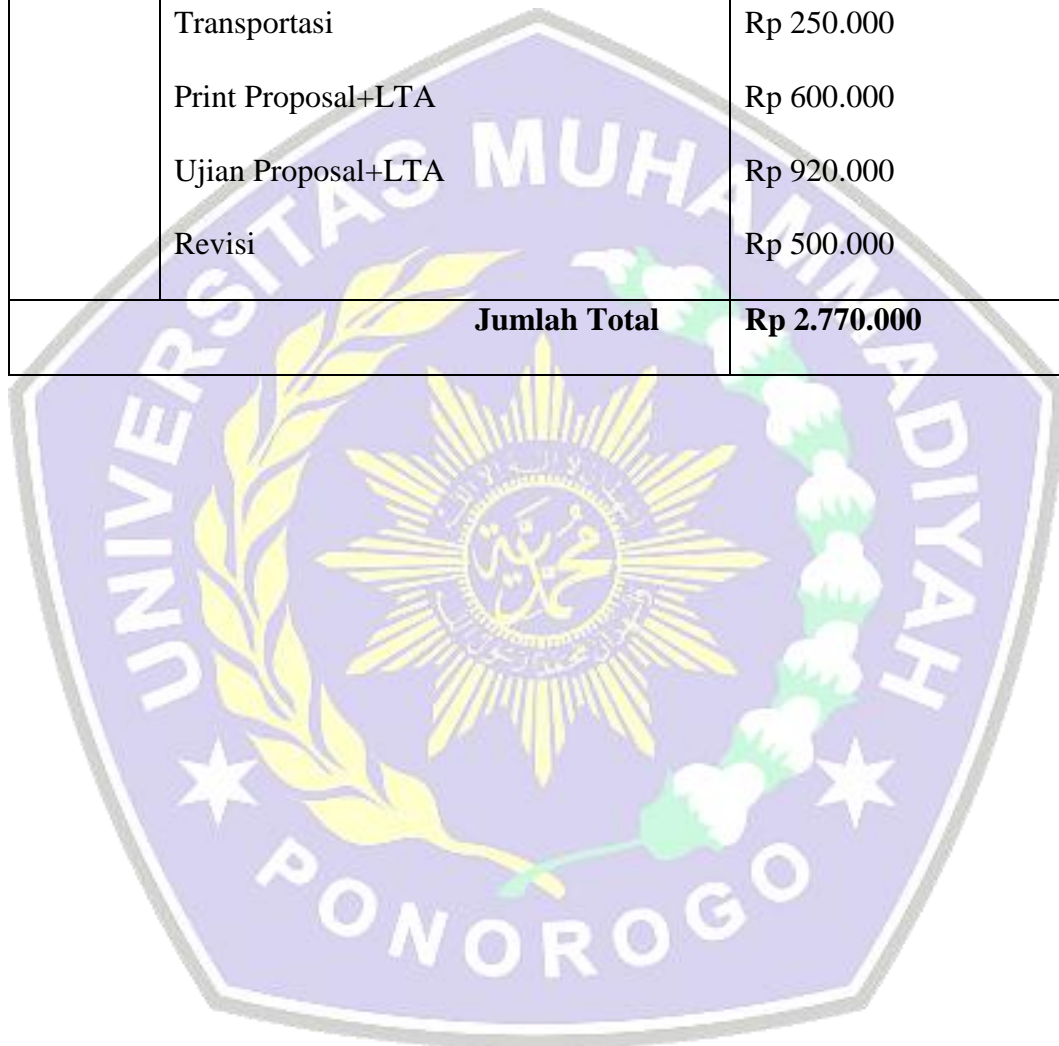 Transportasi Rp 250.000
Print Proposal+LTA Rp 600.000
Ujian Proposal+LTA Rp 920.000
Revisi Rp 500.000
Jumlah Total Rp 2.770.000
UNIVERSITAS MUHAMMADIYAH
PONOROGO